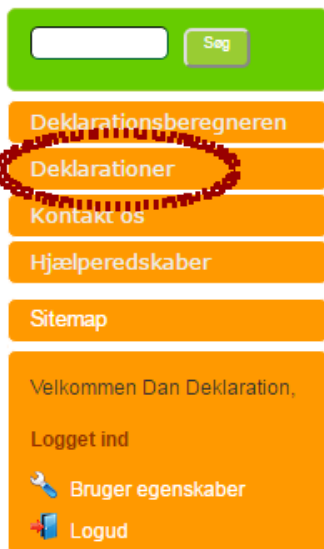 Søg
Deklarationsberegneren
Deklarationer
Kontakt os
Hjælperedskaber
Sitemap
Velkommen Dan Deklaration,
Logget ind
Bruger egenskaber
Logud